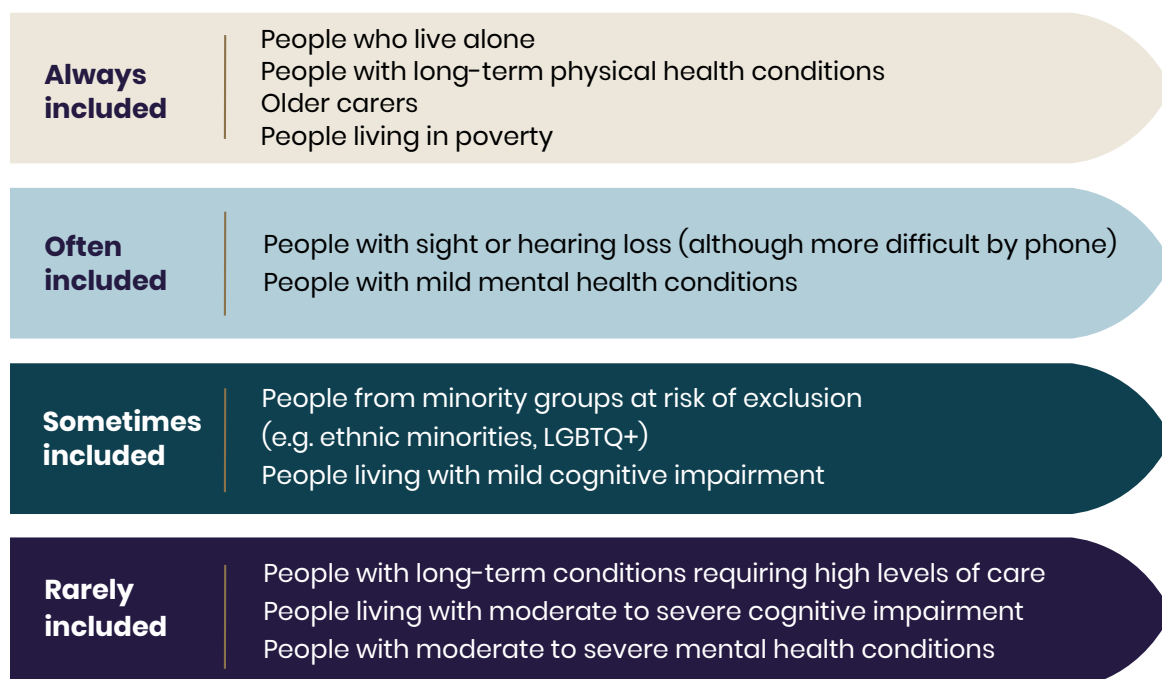 Always
included
People who live alone
People with long-term physical health conditions
Older carers
People living in poverty
Often
included
People with sight or hearing loss (although more difficult by phone)
People with mild mental health conditions
Sometimes
included
People from minority groups at risk of exclusion
(e.g. ethnic minorities, LGBTQ+)
People living with mild cognitive impairment
Rarely
included
People with long-term conditions requiring high levels of care
People living with moderate to severe cognitive impairment
People with moderate to severe mental health conditions